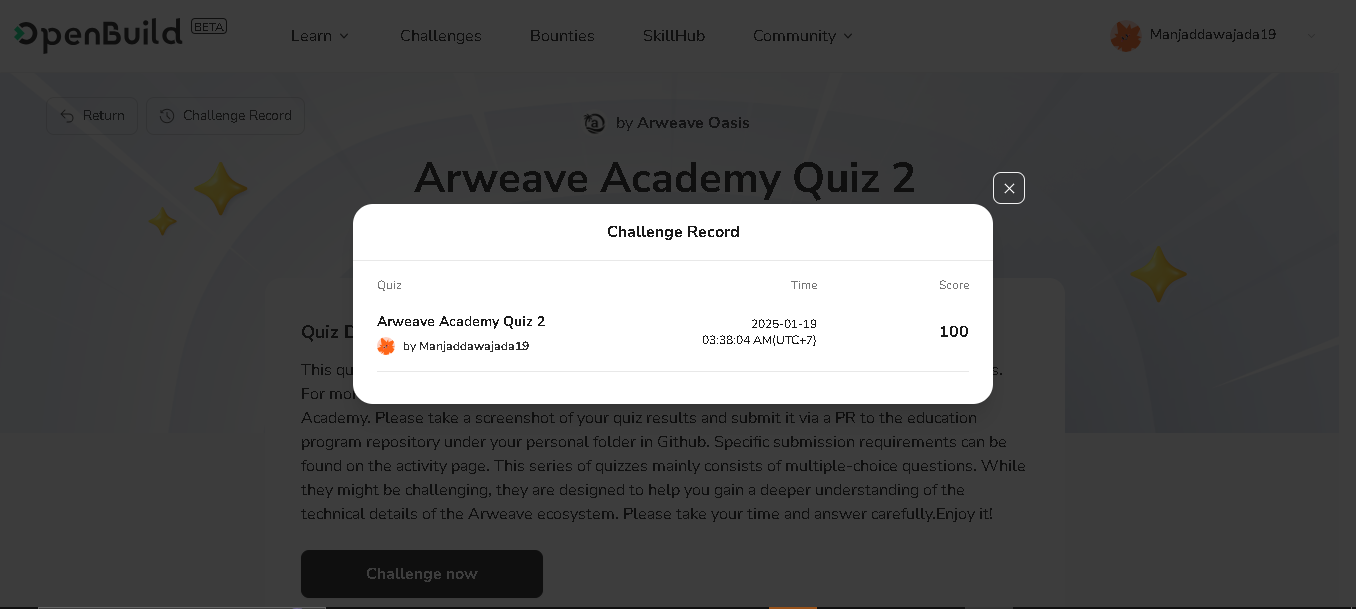 OpenBuild BETA
Learn
Challenges
Bounties
SkillHub
Community
Manjaddawajada19
Return
Challenge Record
by Arweave Oasis
Arweave Academy Quiz 2
Challenge Record
Quiz
Time
Score
Arweave Academy Quiz 2
by Manjaddawajada19
2025-01-19
03:38:04 AM(UTC+7)
100
Quiz D
This qu
s.
For mo
Academy. Please take a screenshot of your quiz results and submit it via a PR to the education
program repository under your personal folder in Github. Specific submission requirements can be
found on the activity page. This series of quizzes mainly consists of multiple-choice questions. While
they might be challenging, they are designed to help you gain a deeper understanding of the
technical details of the Arweave ecosystem. Please take your time and answer carefully.Enjoy it!
Challenge now